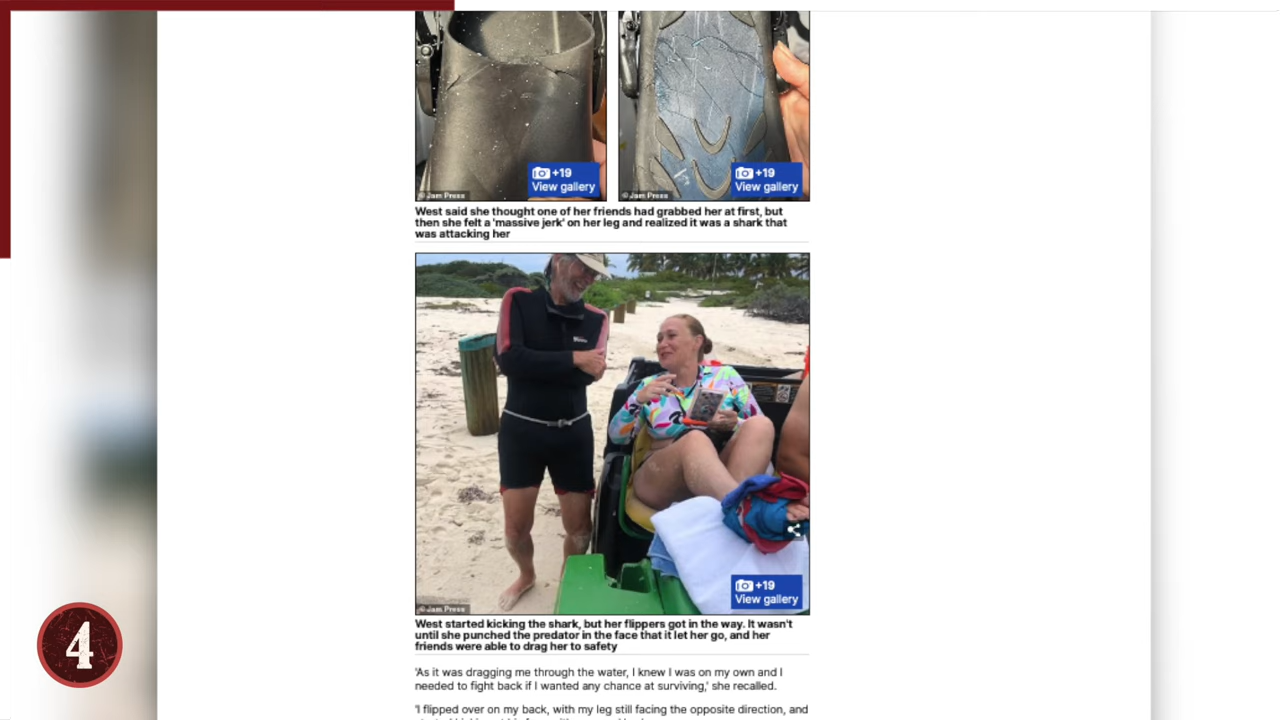 +19
View gallery
+19
View gallery
© Jam Press
© Jam Press
West said she thought one of her friends had grabbed her at first, but
then she felt a 'massive jerk' on her leg and realized it was a shark that
was attacking her
+19
View gallery
© Jam Press
West started kicking the shark, but her flippers got in the way. It wasn't
until she punched the predator in the face that it let her go, and her
friends were able to drag her to safety
4
'As it was dragging me through the water, I knew I was on my own and I
needed to fight back if I wanted any chance at surviving,' she recalled.
'I flipped over on my back, with my leg still facing the opposite direction, and